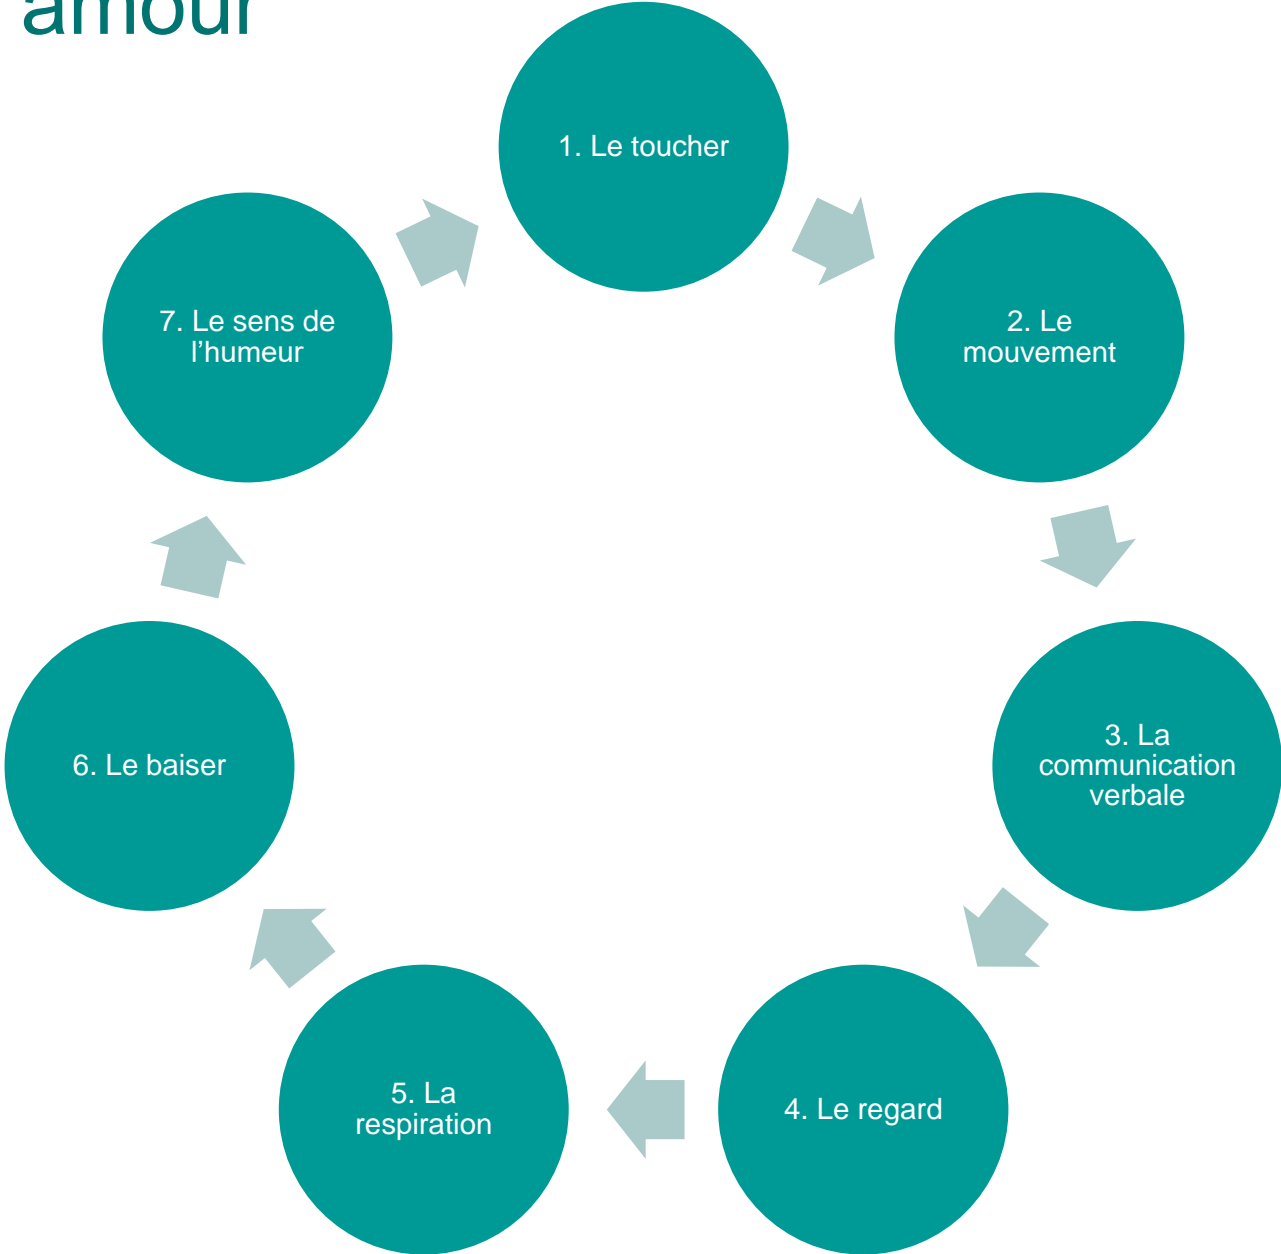 amour
1. Le toucher
2. Le
mouvement
3. La
communication
verbale
4. Le regard
5. La
respiration
6. Le baiser
7. Le sens de
l’humeur